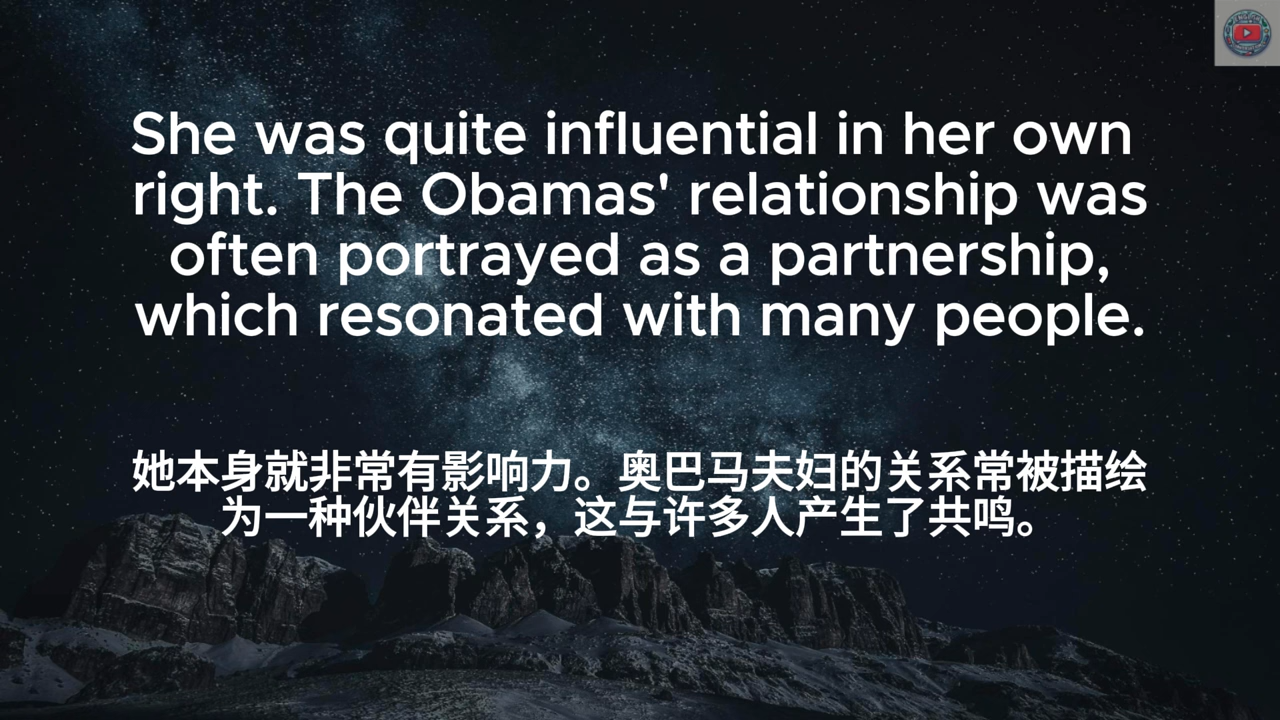 She was quite influential in her own
right. The Obamas' relationship was
often portrayed as a partnership,
which resonated with many people.
她本身就非常有影响力。奥巴马夫妇的关系常被描绘
为一种伙伴关系，这与许多人产生了共鸣。